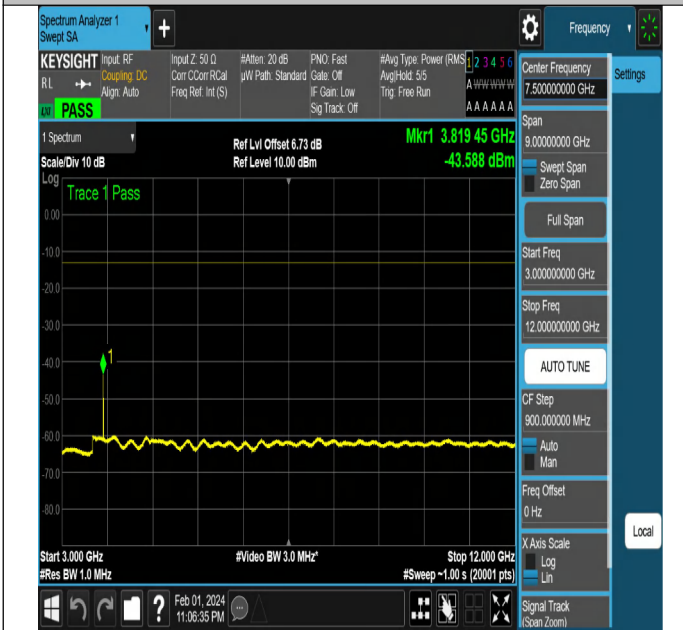 Spectrum Analyzer 1
Swept SA
Frequency
KEYSIGHT
RL
LXI
PASS
Input: RF
Coupling: DC
Align: Auto
Input Z: 50 Ω
Corr CCorr RCal
Freq Ref: Int (S)
#Atten: 20 dB
µW Path: Standard
PNO: Fast
Gate: Off
IF Gain: Low
Sig Track: Off
#Avg Type: Power (RMS
Avg|Hold: 5/5
Trig: Free Run
1 2 3 4 5 6
A W W W W W
A A A A A A
1 Spectrum
Scale/Div 10 dB
Ref Lvl Offset 6.73 dB
Ref Level 10.00 dBm
Mkr1 3.819 45 GHz
-43.588 dBm
Log
Trace 1 Pass
0.00
-10.0
-20.0
-30.0
-40.0
-50.0
-60.0
-70.0
-80.0
1
Start 3.000 GHz
#Res BW 1.0 MHz
#Video BW 3.0 MHz*
Stop 12.000 GHz
#Sweep ~1.00 s (20001 pts)
Feb 01, 2024
11:06:35 PM
Center Frequency
7.500000000 GHz
Settings
Span
9.00000000 GHz
Swept Span
Zero Span
Full Span
Start Freq
3.000000000 GHz
Stop Freq
12.000000000 GHz
AUTO TUNE
CF Step
900.000000 MHz
Auto
Man
Freq Offset
0 Hz
X Axis Scale
Log
Lin
Local
Signal Track
(Span Zoom)